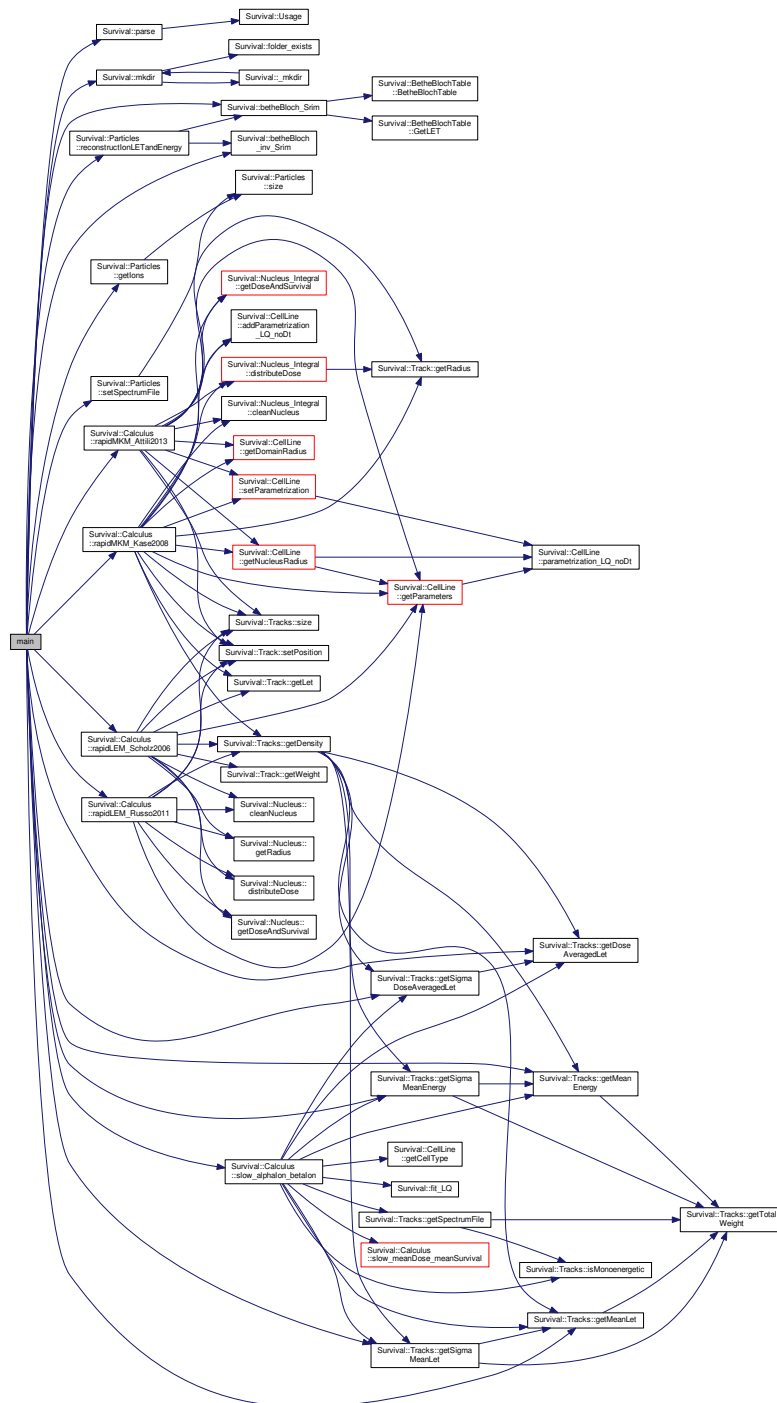 Survival::parse
Survival::Usage
Survival::mkdir
Survival::folder_exists
Survival::_mkdir
Survival::betheBloch_Srim
Survival::BetheBlochTable
::BetheBlochTable
Survival::BetheBlochTable
::GetLET
Survival::Particles
::reconstructIonLETandEnergy
Survival::betheBloch
_inv_Srim
Survival::Particles
::size
Survival::Particles
::getIons
Survival::Nucleus_Integral
::getDoseAndSurvival
Survival::CellLine
::addParametrization
_LQ_noDt
Survival::Particles
::setSpectrumFile
Survival::Nucleus_Integral
::distributeDose
Survival::Track::getRadius
Survival::Nucleus_Integral
::cleanNucleus
Survival::Calculus
::rapidMKM_Attili2013
Survival::CellLine
::getDomainRadius
Survival::CellLine
::setParametrization
Survival::Calculus
::rapidMKM_Kase2008
Survival::CellLine
::getNucleusRadius
Survival::CellLine
::parametrization_LQ_noDt
Survival::CellLine
::getParameters
Survival::Tracks::size
main
Survival::Track::setPosition
Survival::Track::getLet
Survival::Calculus
::rapidLEM_Scholz2006
Survival::Tracks::getDensity
Survival::Track::getWeight
Survival::Calculus
::rapidLEM_Russo2011
Survival::Nucleus::
cleanNucleus
Survival::Nucleus::
getRadius
Survival::Nucleus::
distributeDose
Survival::Nucleus::
getDoseAndSurvival
Survival::Tracks::getDose
AveragedLet
Survival::Tracks::getSigma
DoseAveragedLet
Survival::Tracks::getSigma
MeanEnergy
Survival::Tracks::getMean
Energy
Survival::CellLine
::getCellType
Survival::Calculus
::slow_alphaIon_betaIon
Survival::fit_LQ
Survival::Tracks::getSpectrumFile
Survival::Tracks::getTotal
Weight
Survival::Calculus
::slow_meanDose_meanSurvival
Survival::Tracks::isMonoenergetic
Survival::Tracks::getMeanLet
Survival::Tracks::getSigma
MeanLet